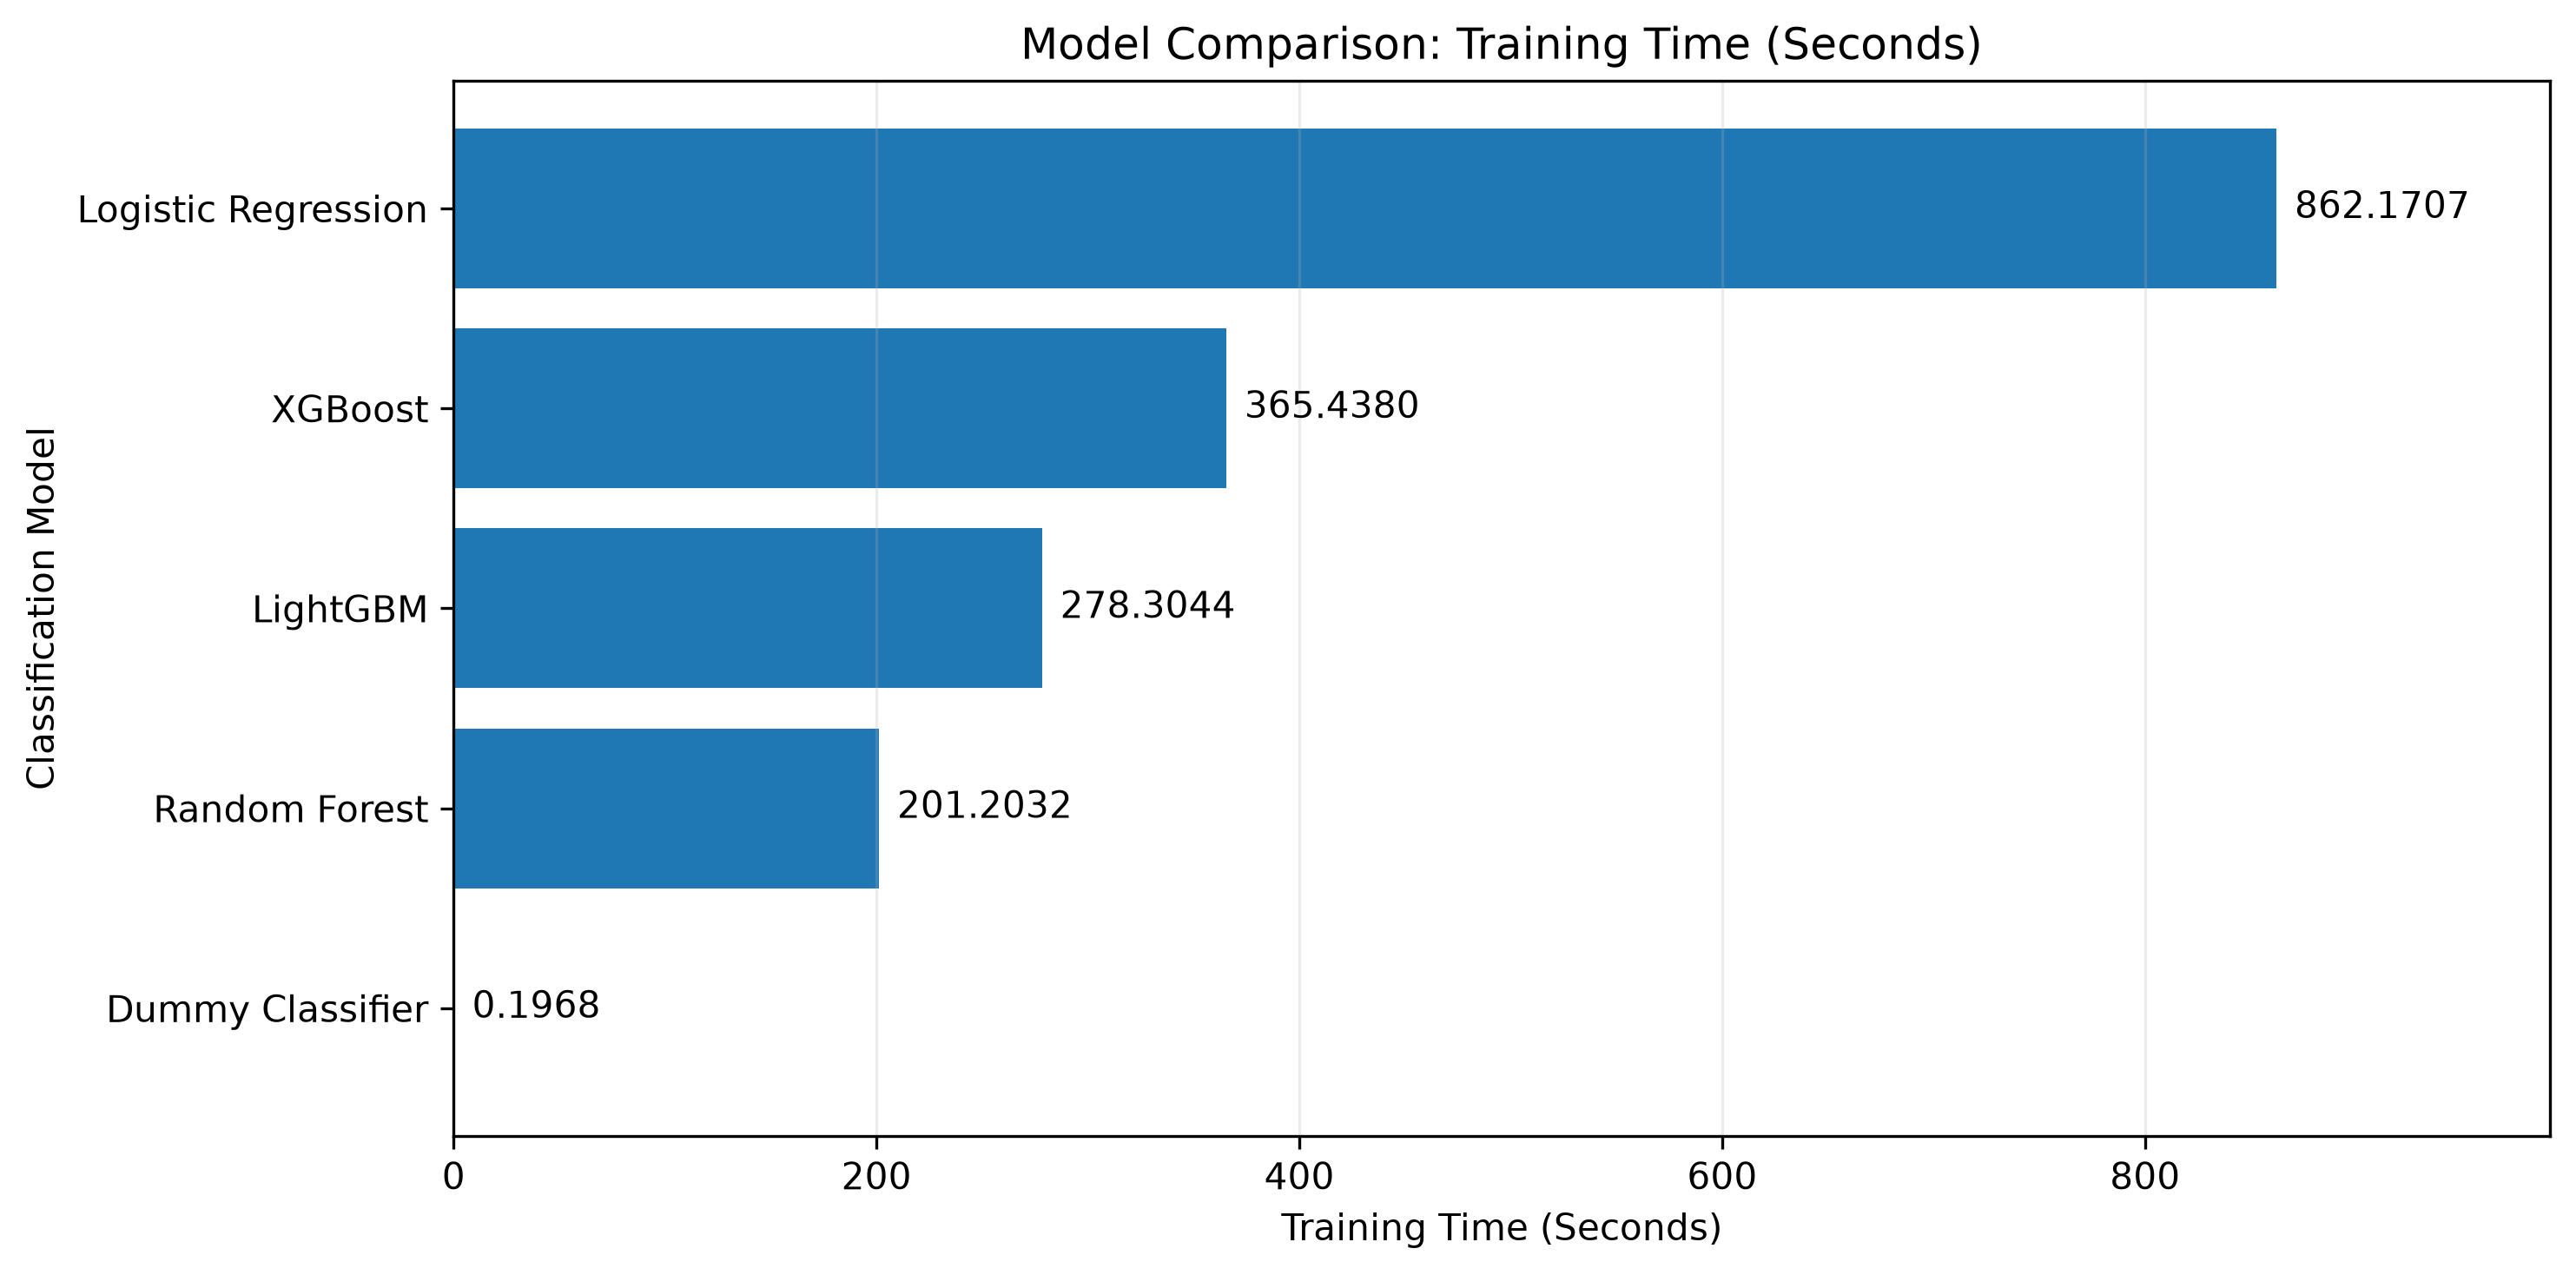 Model Comparison: Training Time (Seconds)
Classification Model
Logistic Regression
862.1707
XGBoost
365.4380
LightGBM
278.3044
Random Forest
201.2032
Dummy Classifier
0.1968
0 200 400 600 800
Training Time (Seconds)